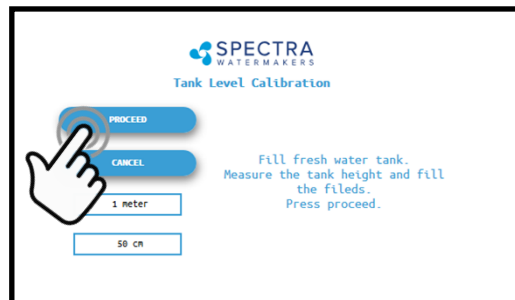 SPECTRA
WATERMAKERS
Tank Level Calibration
PROCEED
CANCEL
1 meter
50 cm
Fill fresh water tank.
Measure the tank height and fill
the fileds.
Press proceed.